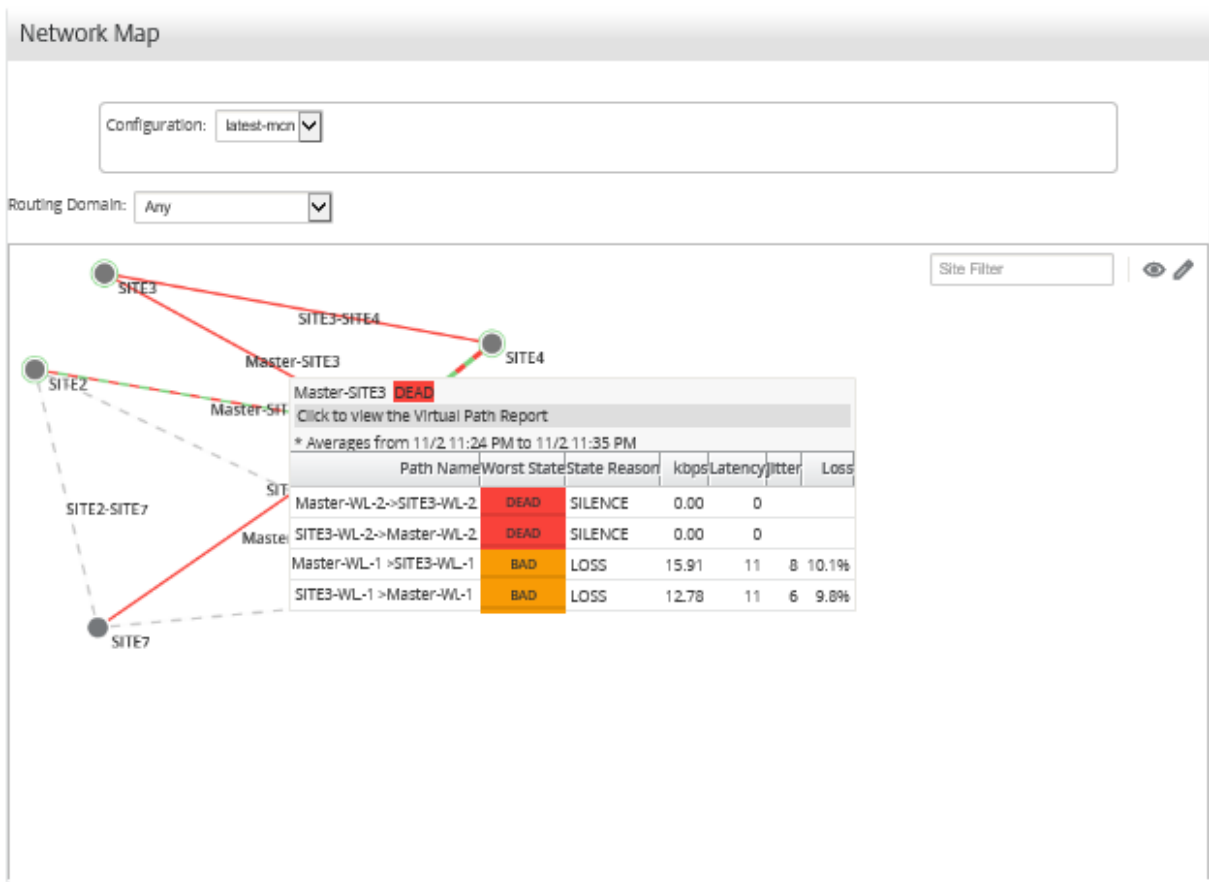 Network Map
Configuration: latest-mcn
Routing Domain: Any
Site Filter
SITE3
SITE3-SITE4
SITE4
Master-SITE3
SITE2
Master-SIT
Master-SITE3 DEAD
Click to view the Virtual Path Report
* Averages from 11/2 11:24 PM to 11/2 11:35 PM
Path Name Worst State State Reason kbps Latency Jitter Loss
SIT
Master-WL-2->SITE3-WL-2 DEAD SILENCE 0.00 0
SITE2-SITE7
Maste
SITE3-WL-2->Master-WL-2 DEAD SILENCE 0.00 0
Master-WL-1 >SITE3-WL-1 BAD LOSS 15.91 11 8 10.1%
SITE3-WL-1 >Master-WL-1 BAD LOSS 12.78 11 6 9.8%
SITE7